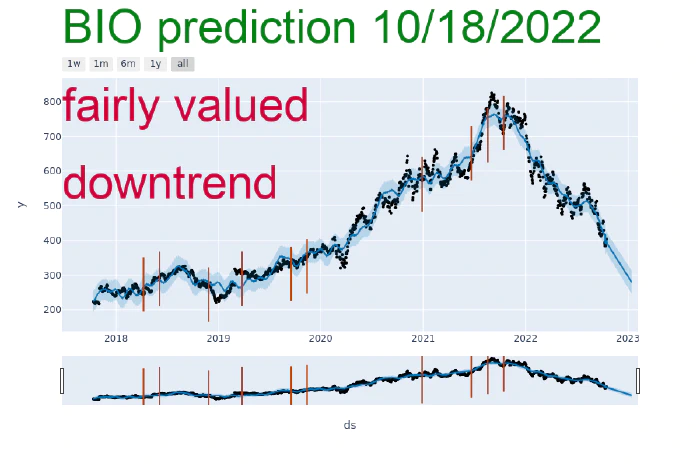 BIO prediction 10/18/2022
1w 1m 6m 1y all
fairly valued
downtrend
800
700
600
500
400
300
200
y
2018 2019 2020 2021 2022 2023
ds